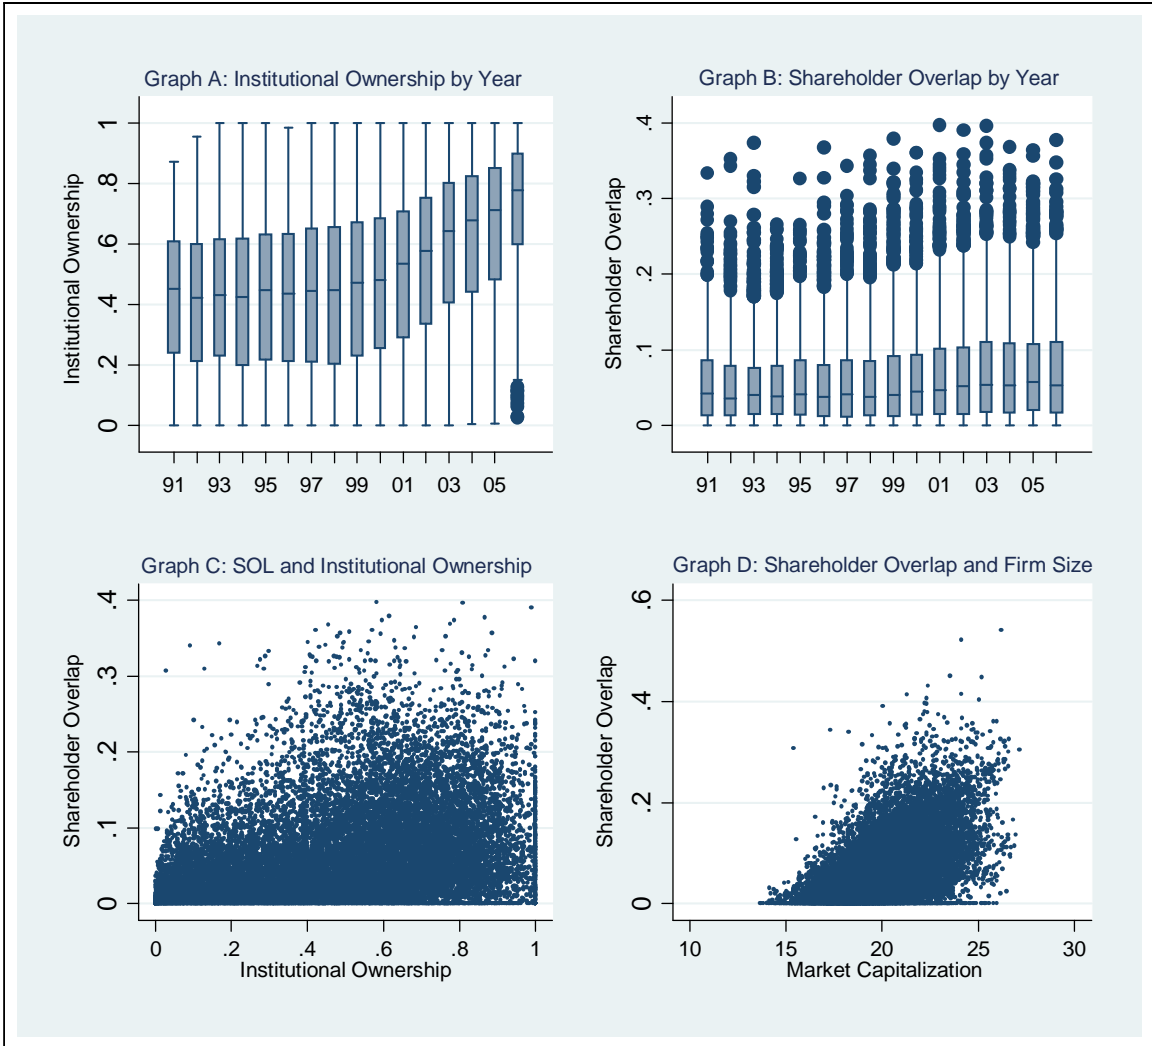 Graph A: Institutional Ownership by Year
Institutional Ownership
1
.8
.6
.4
.2
0
91 93 95 97 99 01 03 05
Graph B: Shareholder Overlap by Year
Shareholder Overlap
.4
.3
.2
.1
0
91 93 95 97 99 01 03 05
Graph C: SOL and Institutional Ownership
Shareholder Overlap
.4
.3
.2
.1
0
0 .2 .4 .6 .8 1
Institutional Ownership
Graph D: Shareholder Overlap and Firm Size
Shareholder Overlap
.6
.4
.2
0
10 15 20 25 30
Market Capitalization